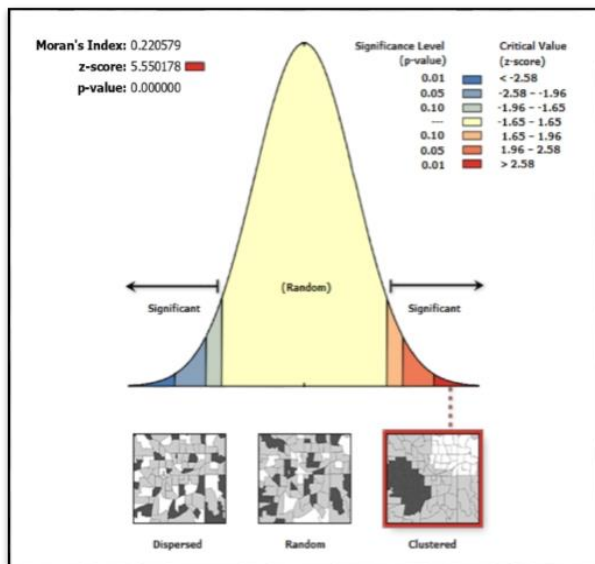 Moran's Index: 0.220579
z-score: 5.550178
p-value: 0.000000
Significance Level
(p-value)
Critical Value
(z-score)
0.01 < -2.58
0.05 -2.58 – -1.96
0.10 -1.96 – -1.65
--- -1.65 – 1.65
0.10 1.65 – 1.96
0.05 1.96 – 2.58
0.01 > 2.58
(Random)
Significant
Significant
Dispersed
Random
Clustered